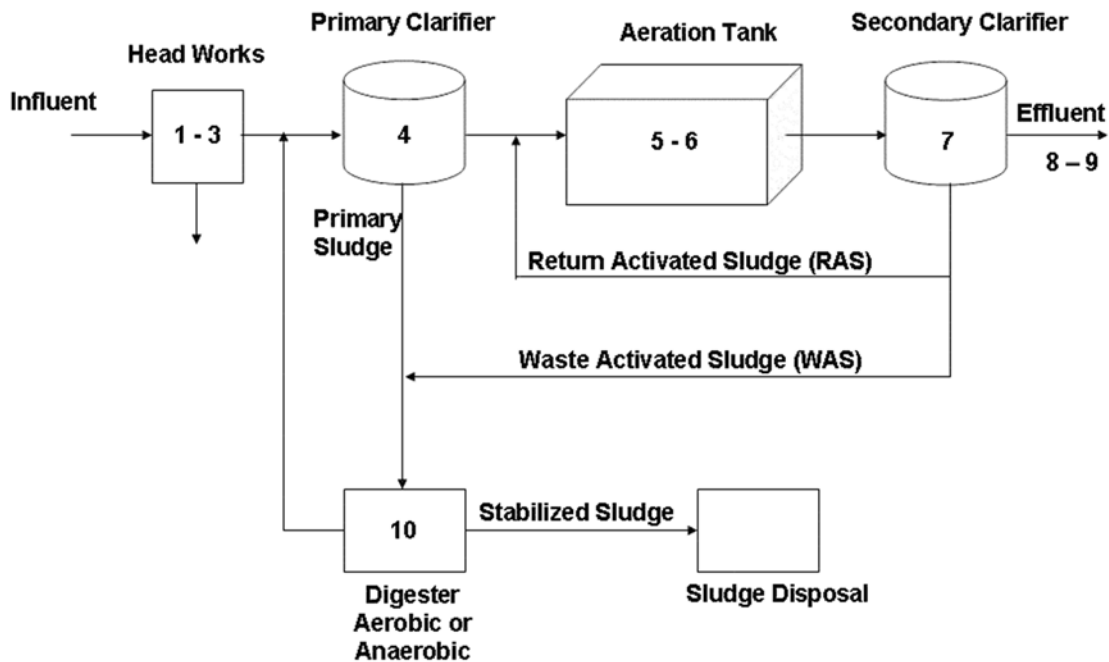 Primary Clarifier
Aeration Tank
Secondary Clarifier
Head Works
Influent
1 - 3
4
5 - 6
7
Effluent
8 – 9
Primary
Sludge
Return Activated Sludge (RAS)
Waste Activated Sludge (WAS)
10
Stabilized Sludge
Digester
Aerobic or
Anaerobic
Sludge Disposal